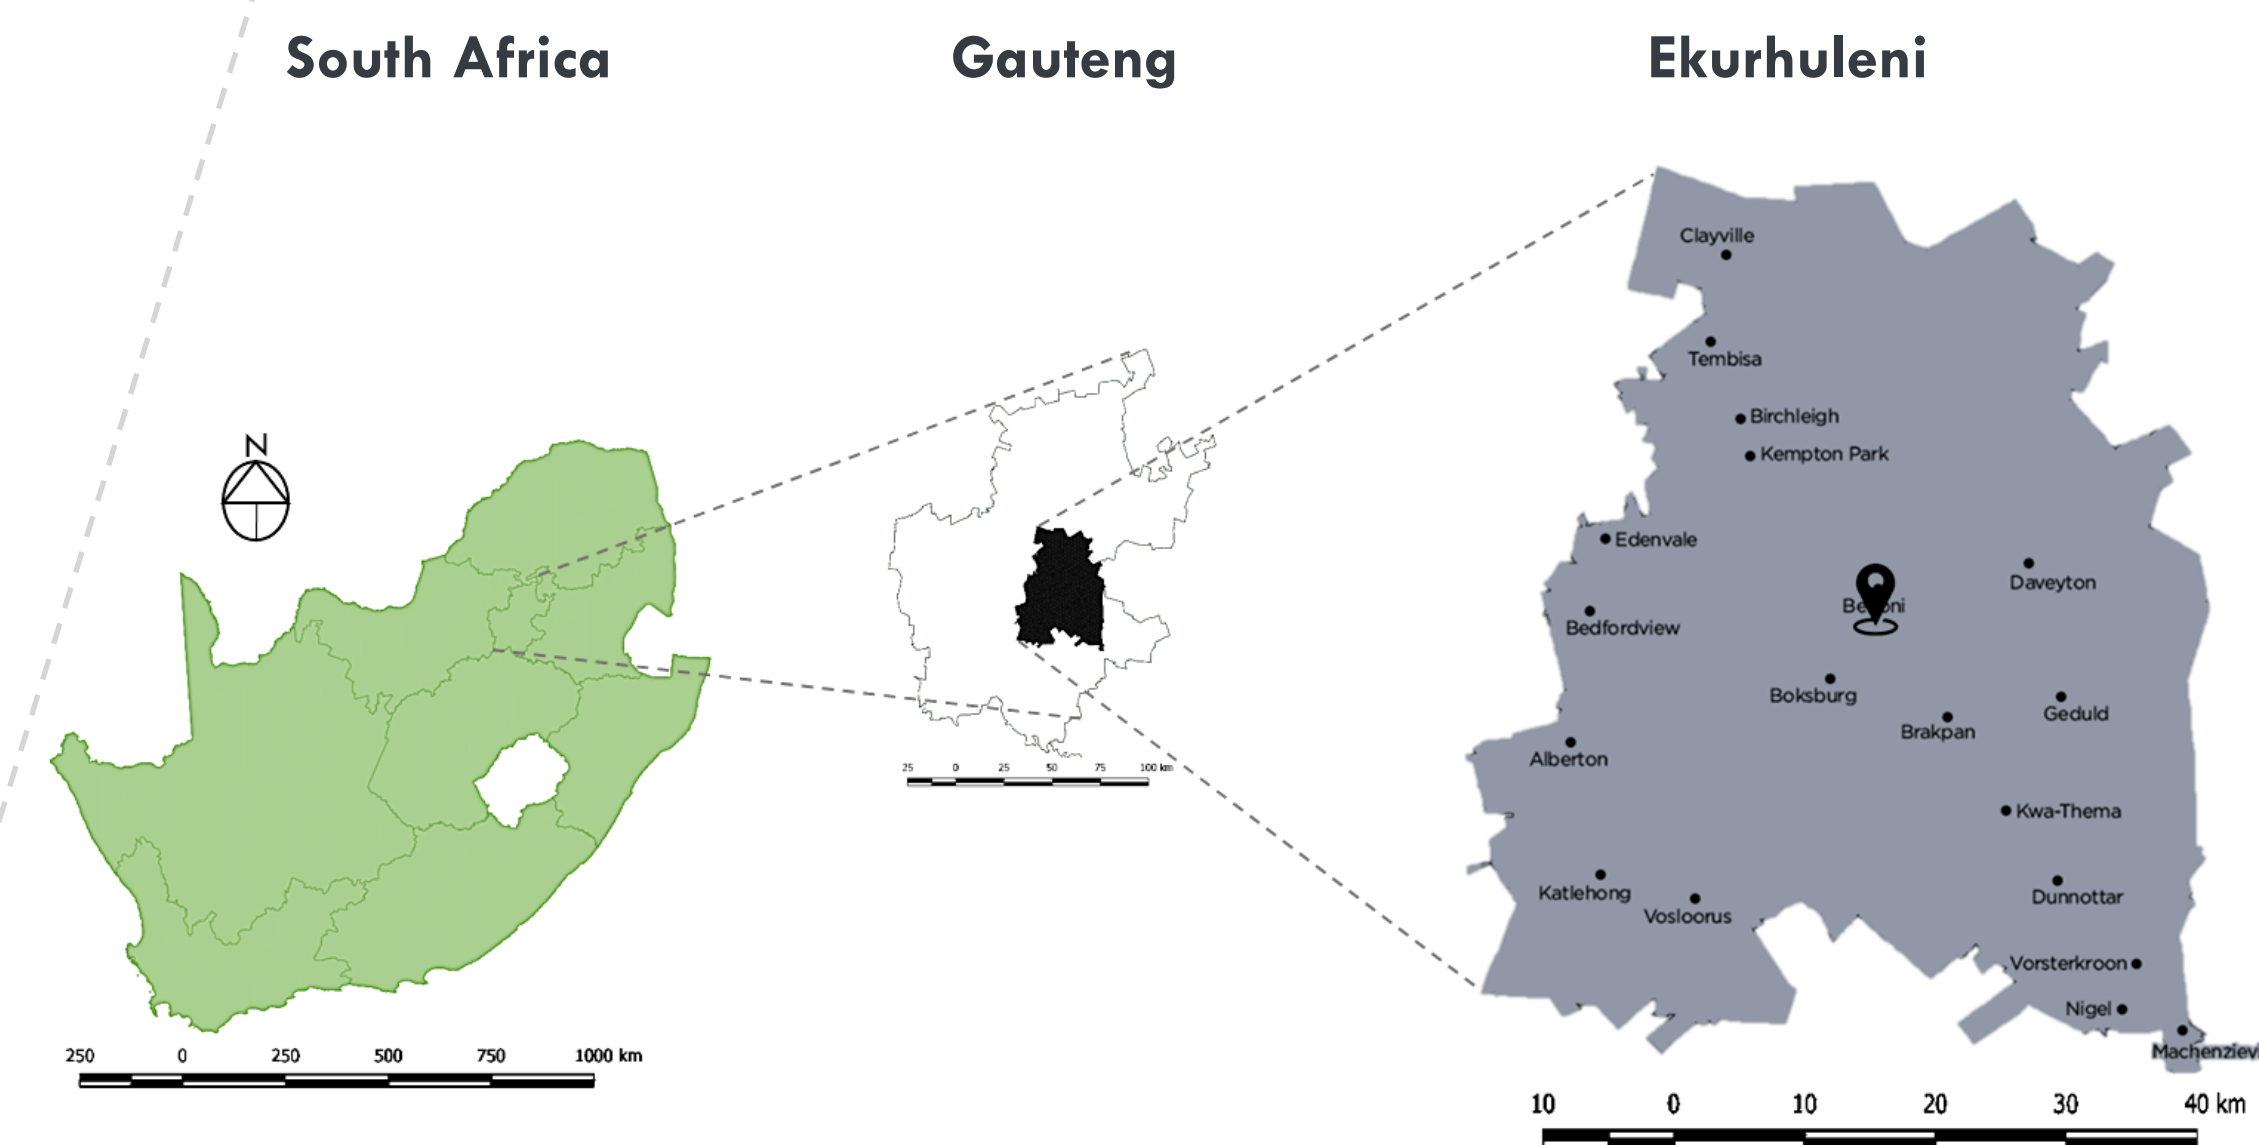 South Africa
Gauteng
Ekurhuleni
N
Clayville
Tembisa
Birchleigh
Kempton Park
Edenvale
Daveyton
Bedfordview
Boksburg
Geduld
Brakpan
Alberton
Kwa-Thema
Katlehong
Dunnottar
Vosloorus
Vorsterkroon
Nigel
250 0 250 500 750 1000 km
25 0 25 50 75 100 km
10 0 10 20 30 40 km